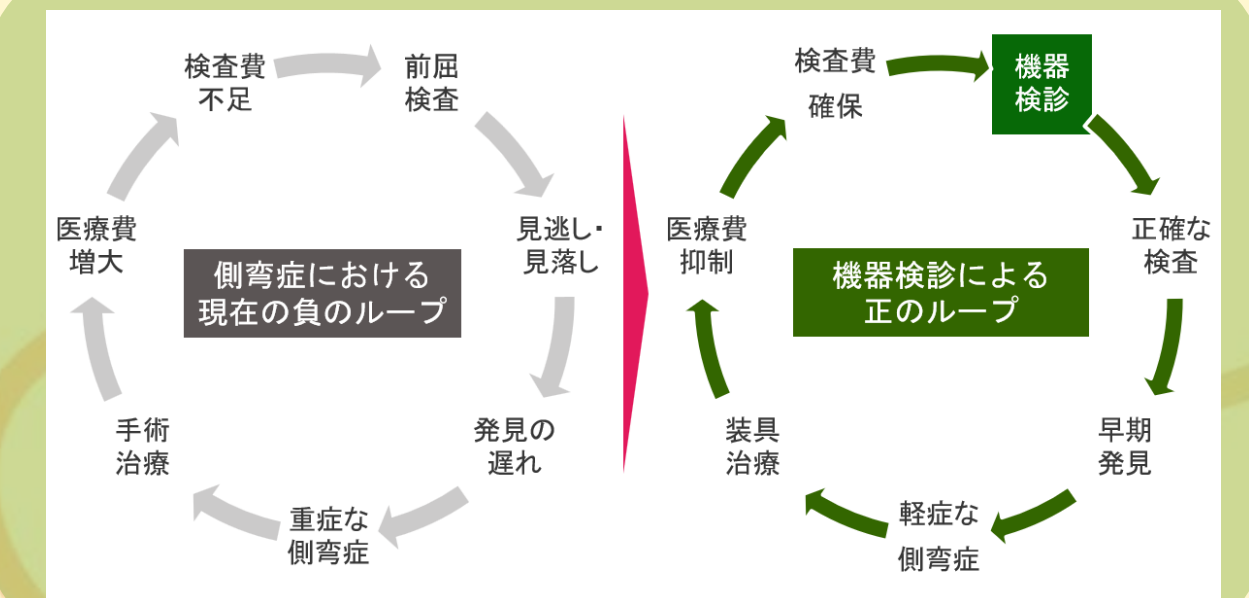 検査費
不足
前屈
検査
見逃し・
見落し
発見の
遅れ
重症な
側弯症
手術
治療
医療費
増大
側弯症における
現在の負のループ
検査費
確保
機器
検診
正確な
検査
早期
発見
軽症な
側弯症
装具
治療
医療費
抑制
機器検診による
正のループ